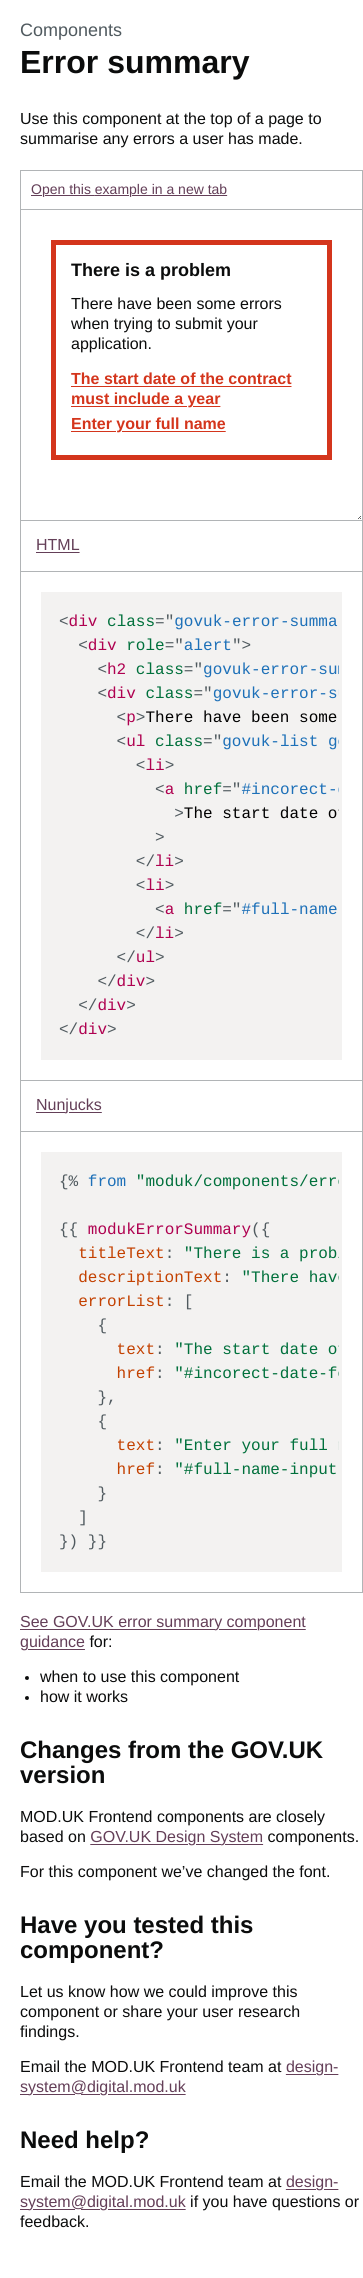 Components
Error summary
Use this component at the top of a page to
summarise any errors a user has made.
Open this example in a new tab
There is a problem
There have been some errors
when trying to submit your
application.
The start date of the contract
must include a year
Enter your full name
HTML
<div class="govuk-error-summa
<div role="alert">
<h2 class="govuk-error-sum
<div class="govuk-error-s
<p>There have been some
<ul class="govuk-list g
<li>
<a href="#incorect-
>The start date o
>
</li>
<li>
<a href="#full-name
</li>
</ul>
</div>
</div>
</div>
Nunjucks
{% from "moduk/components/erro
{{ modukErrorSummary({
titleText: "There is a prob
descriptionText: "There hav
errorList: [
{
text: "The start date o
href: "#incorect-date-f
},
{
text: "Enter your full
href: "#full-name-input
}
]
}) }}
See GOV.UK error summary component
guidance for:
• when to use this component
• how it works
Changes from the GOV.UK
version
MOD.UK Frontend components are closely
based on GOV.UK Design System components.
For this component we’ve changed the font.
Have you tested this
component?
Let us know how we could improve this
component or share your user research
findings.
Email the MOD.UK Frontend team at design-
system@digital.mod.uk
Need help?
Email the MOD.UK Frontend team at design-
system@digital.mod.uk if you have questions or
feedback.